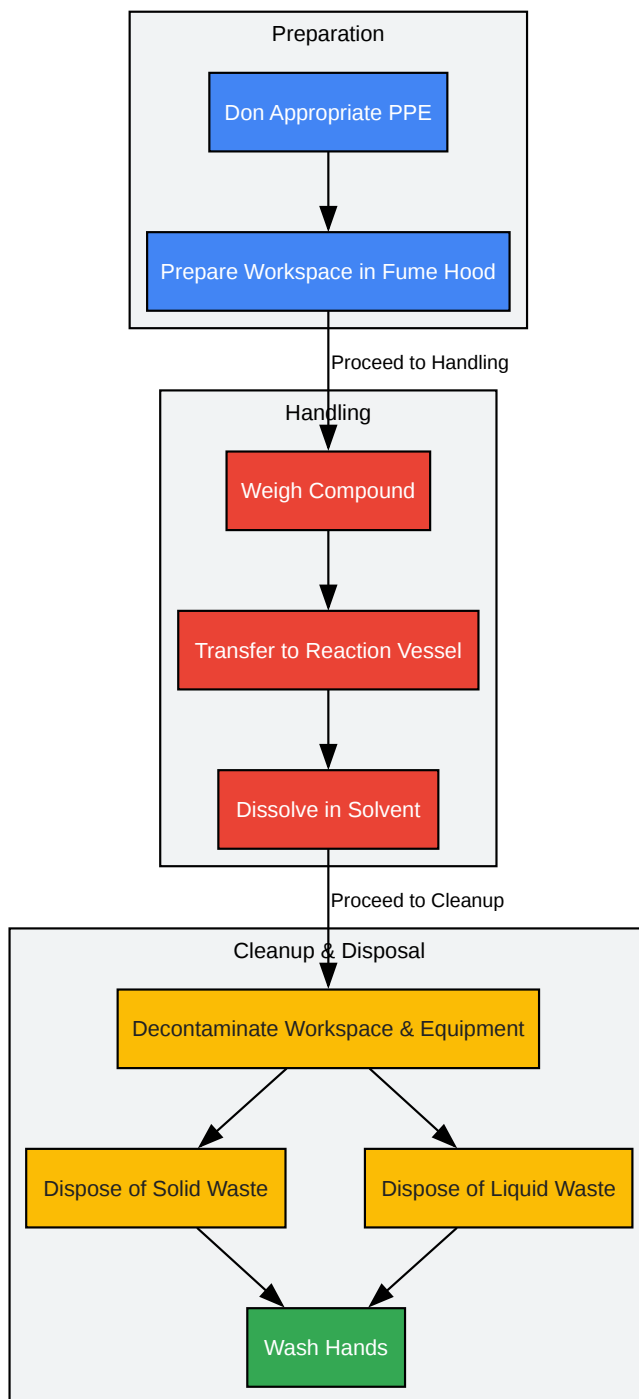 Preparation
Don Appropriate PPE
Prepare Workspace in Fume Hood
Proceed to Handling
Handling
Weigh Compound
Transfer to Reaction Vessel
Dissolve in Solvent
Proceed to Cleanup
Cleanup & Disposal
Decontaminate Workspace & Equipment
Dispose of Solid Waste
Dispose of Liquid Waste
Wash Hands